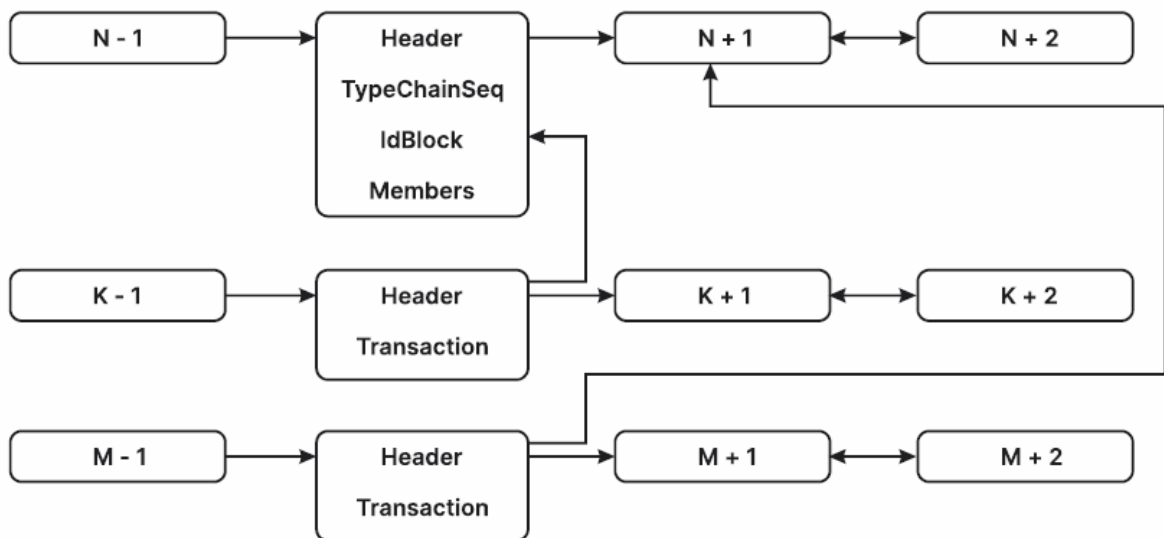 N - 1
Header
TypeChainSeq
IdBlock
Members
N + 1
N + 2
K - 1
Header
Transaction
K + 1
K + 2
M - 1
Header
Transaction
M + 1
M + 2